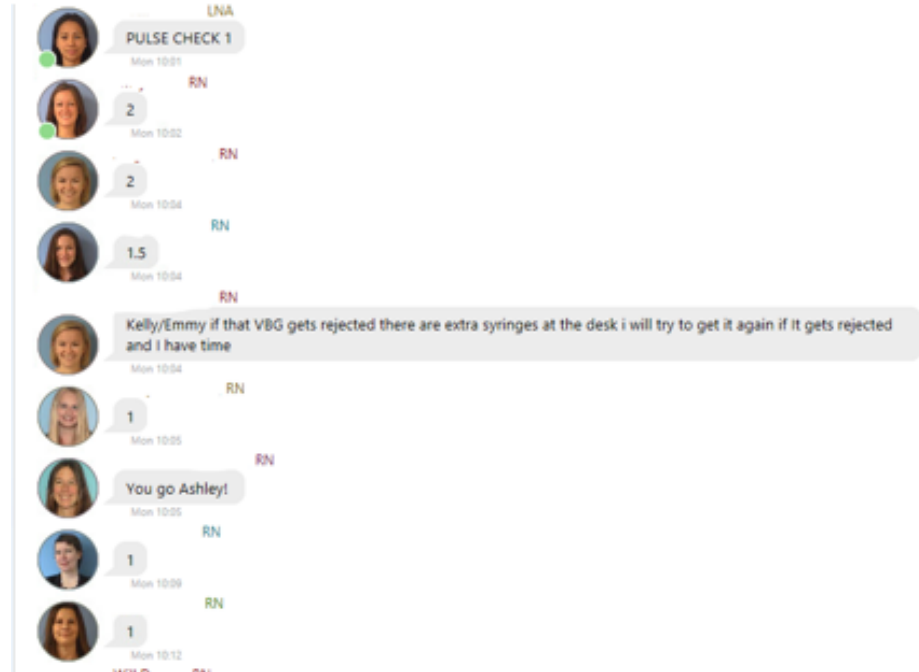 LNA
PULSE CHECK 1
Mon 10:01
RN
2
Mon 10:02
RN
2
Mon 10:04
RN
1.5
Mon 10:04
RN
Kelly/Emmy if that VBG gets rejected there are extra syringes at the desk i will try to get it again if It gets rejected
and I have time
Mon 10:04
RN
1
Mon 10:05
RN
You go Ashley!
Mon 10:05
RN
1
Mon 10:09
RN
1
Mon 10:12
RN